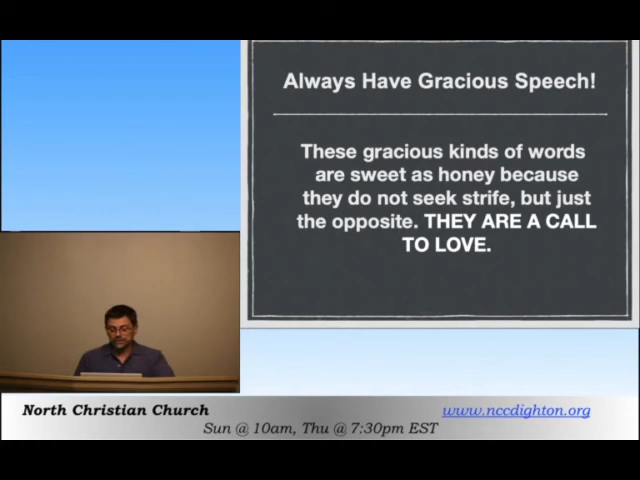 Always Have Gracious Speech!
These gracious kinds of words
are sweet as honey because
they do not seek strife, but just
the opposite. THEY ARE A CALL
TO LOVE.
North Christian Church
www.nccdighton.org
Sun @ 10am, Thu @ 7:30pm EST